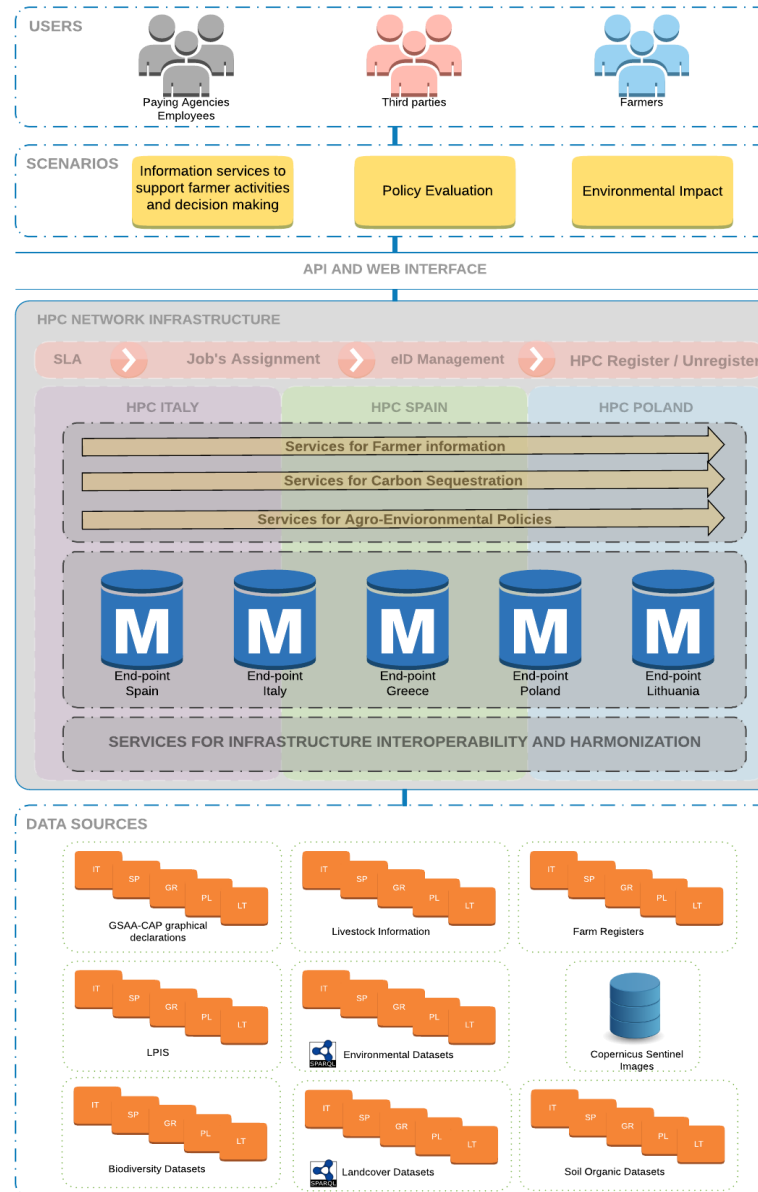 USERS
Paying Agencies
Employees
Third parties
Farmers
SCENARIOS
Information services to
support farmer activities
and decision making
Policy Evaluation
Environmental Impact
API AND WEB INTERFACE
HPC NETWORK INFRASTRUCTURE
SLA
Job's Assignment
eID Management
HPC Register / Unregister
HPC ITALY
HPC SPAIN
HPC POLAND
Services for Farmer information
Services for Carbon Sequestration
Services for Agro-Envioronmental Policies
M
M
M
M
M
End-point
Spain
End-point
Italy
End-point
Greece
End-point
Poland
End-point
Lithuania
SERVICES FOR INFRASTRUCTURE INTEROPERABILITY AND HARMONIZATION
DATA SOURCES
IT
SP
GR
PL
LT
GSAA-CAP graphical
declarations
IT
SP
GR
PL
LT
Livestock Information
IT
SP
GR
PL
LT
Farm Registers
IT
SP
GR
PL
LT
LPIS
IT
SP
GR
PL
LT
SPARQL
Environmental Datasets
Copernicus Sentinel
Images
IT
SP
GR
PL
LT
Biodiversity Datasets
IT
SP
GR
PL
LT
SPARQL
Landcover Datasets
IT
SP
GR
PL
LT
Soil Organic Datasets